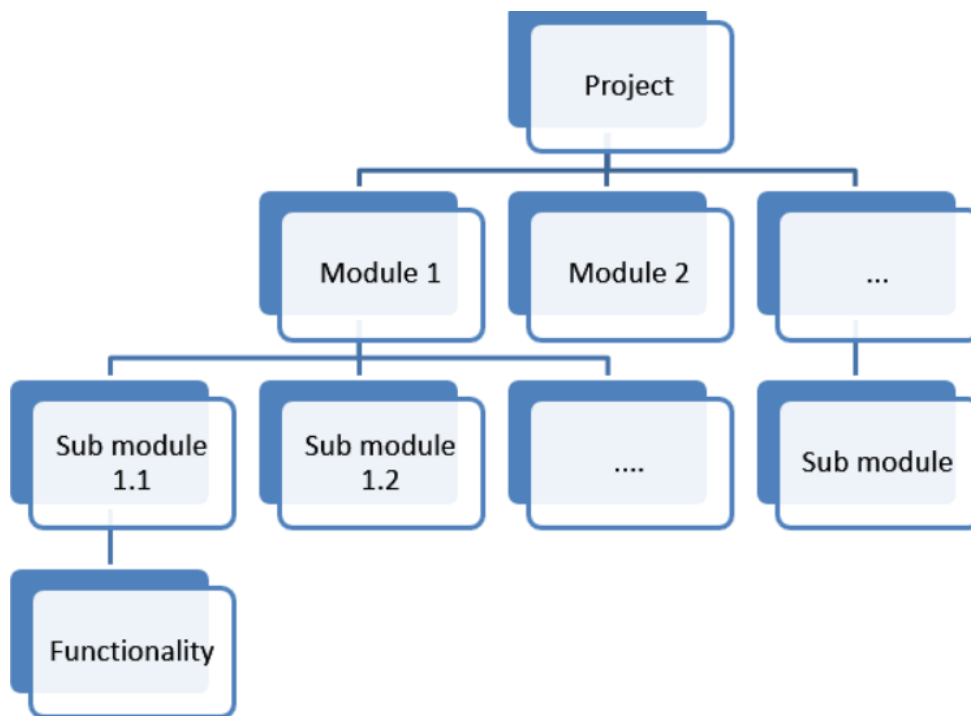 Project
Module 1
Module 2
...
Sub module
1.1
Sub module
1.2
....
Sub module
Functionality